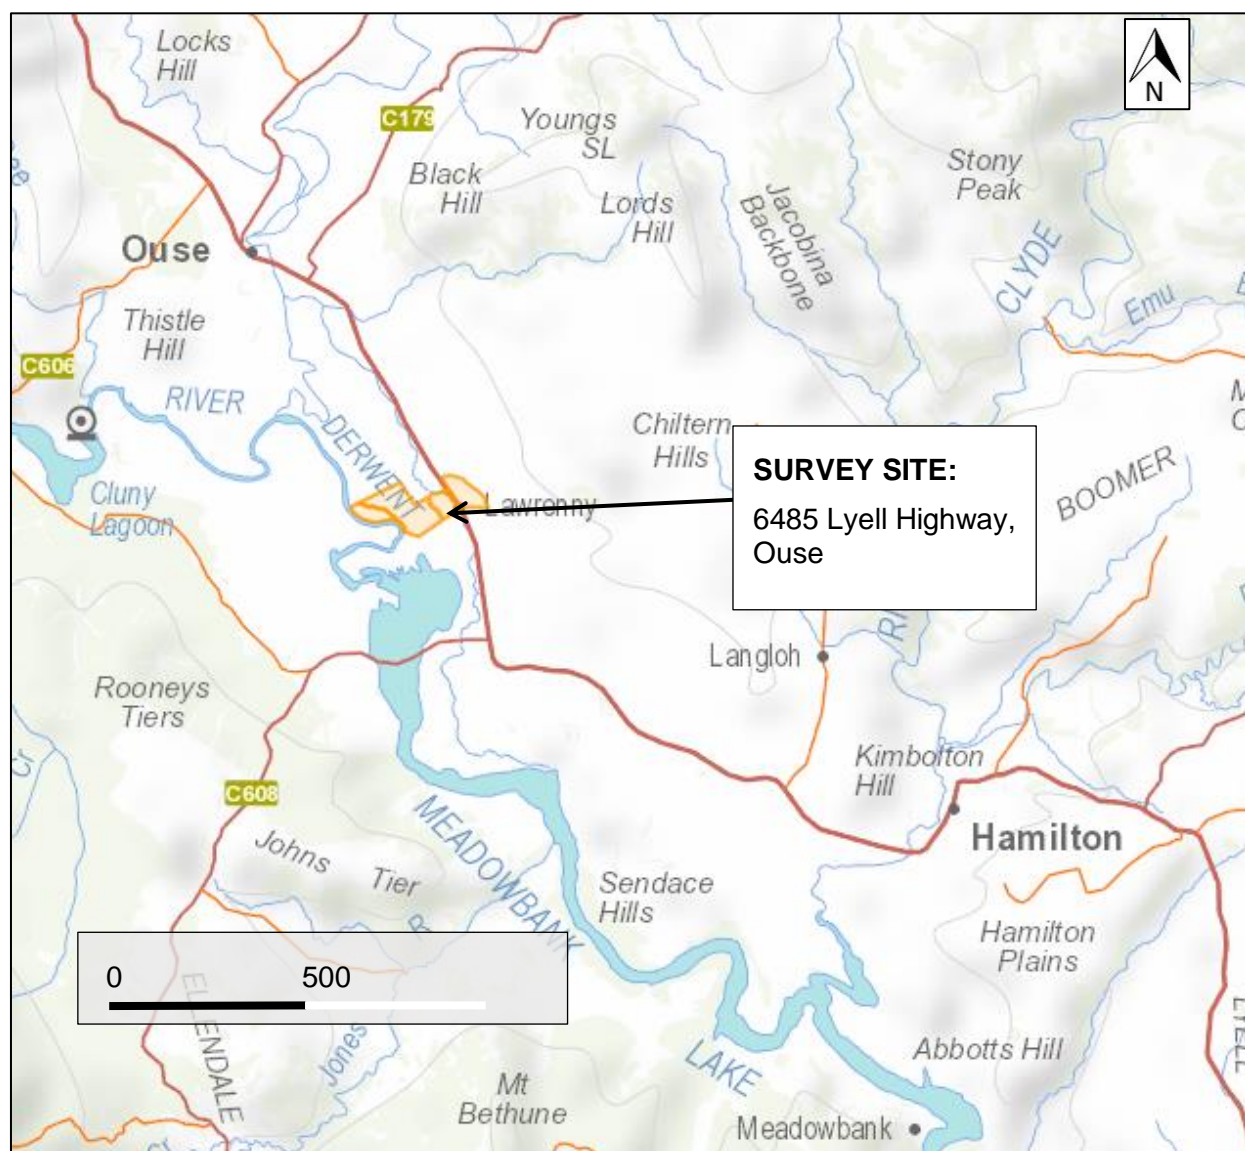 Locks
Hill
N
C179
Youngs
SL
Black
Hill
Stony
Peak
Lords
Hill
Jacobina
Backbone
Ouse
CLYDE
Emu
Thistle
Hill
C606
RIVER
DERWENT
Chiltern
Hills
SURVEY SITE:
6485 Lyell Highway,
Ouse
BOOMER
Cluny
Lagoon
Lawrenny
Langloh
Rooneys
Tiers
Kimbolton
Hill
C608
MEADOWBANK
Hamilton
Johns Tier
Sendace
Hills
R
Hamilton
Plains
0 500
ELLENDALE
Jones
LAKE
Abbotts Hill
LYELL
Mt
Bethune
Meadowbank